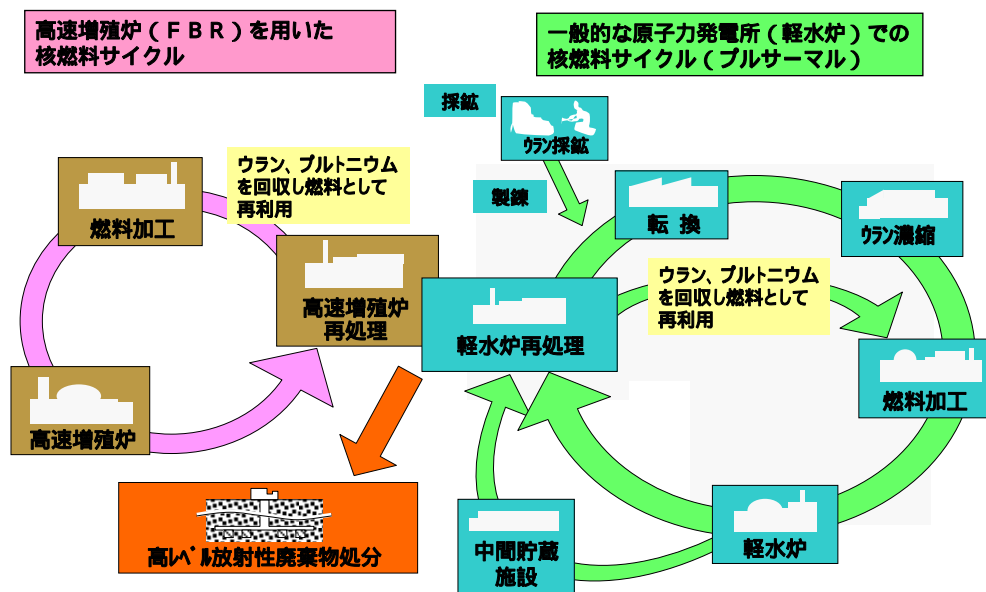 高速増殖炉(FBR)を用いた
核燃料サイクル
一般的な原子力発電所(軽水炉)での
核燃料サイクル(プルサーマル)
採鉱
ウラン採鉱
製錬
転 換
ウラン濃縮
ウラン、プルトニウム
を回収し燃料として
再利用
燃料加工
高速増殖炉
再処理
軽水炉再処理
ウラン、プルトニウム
を回収し燃料として
再利用
燃料加工
高速増殖炉
高レベル放射性廃棄物処分
中間貯蔵
施設
軽水炉